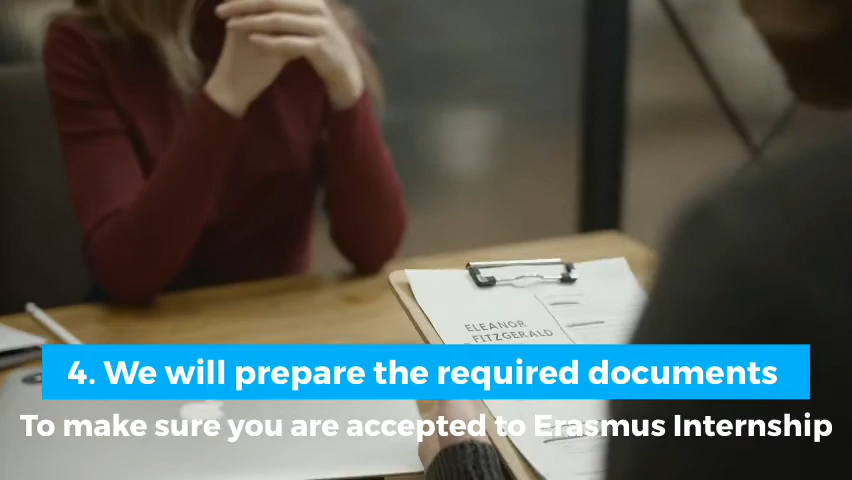 ELEANOR
FITZGERALD
4. We will prepare the required documents
To make sure you are accepted to Erasmus Internship